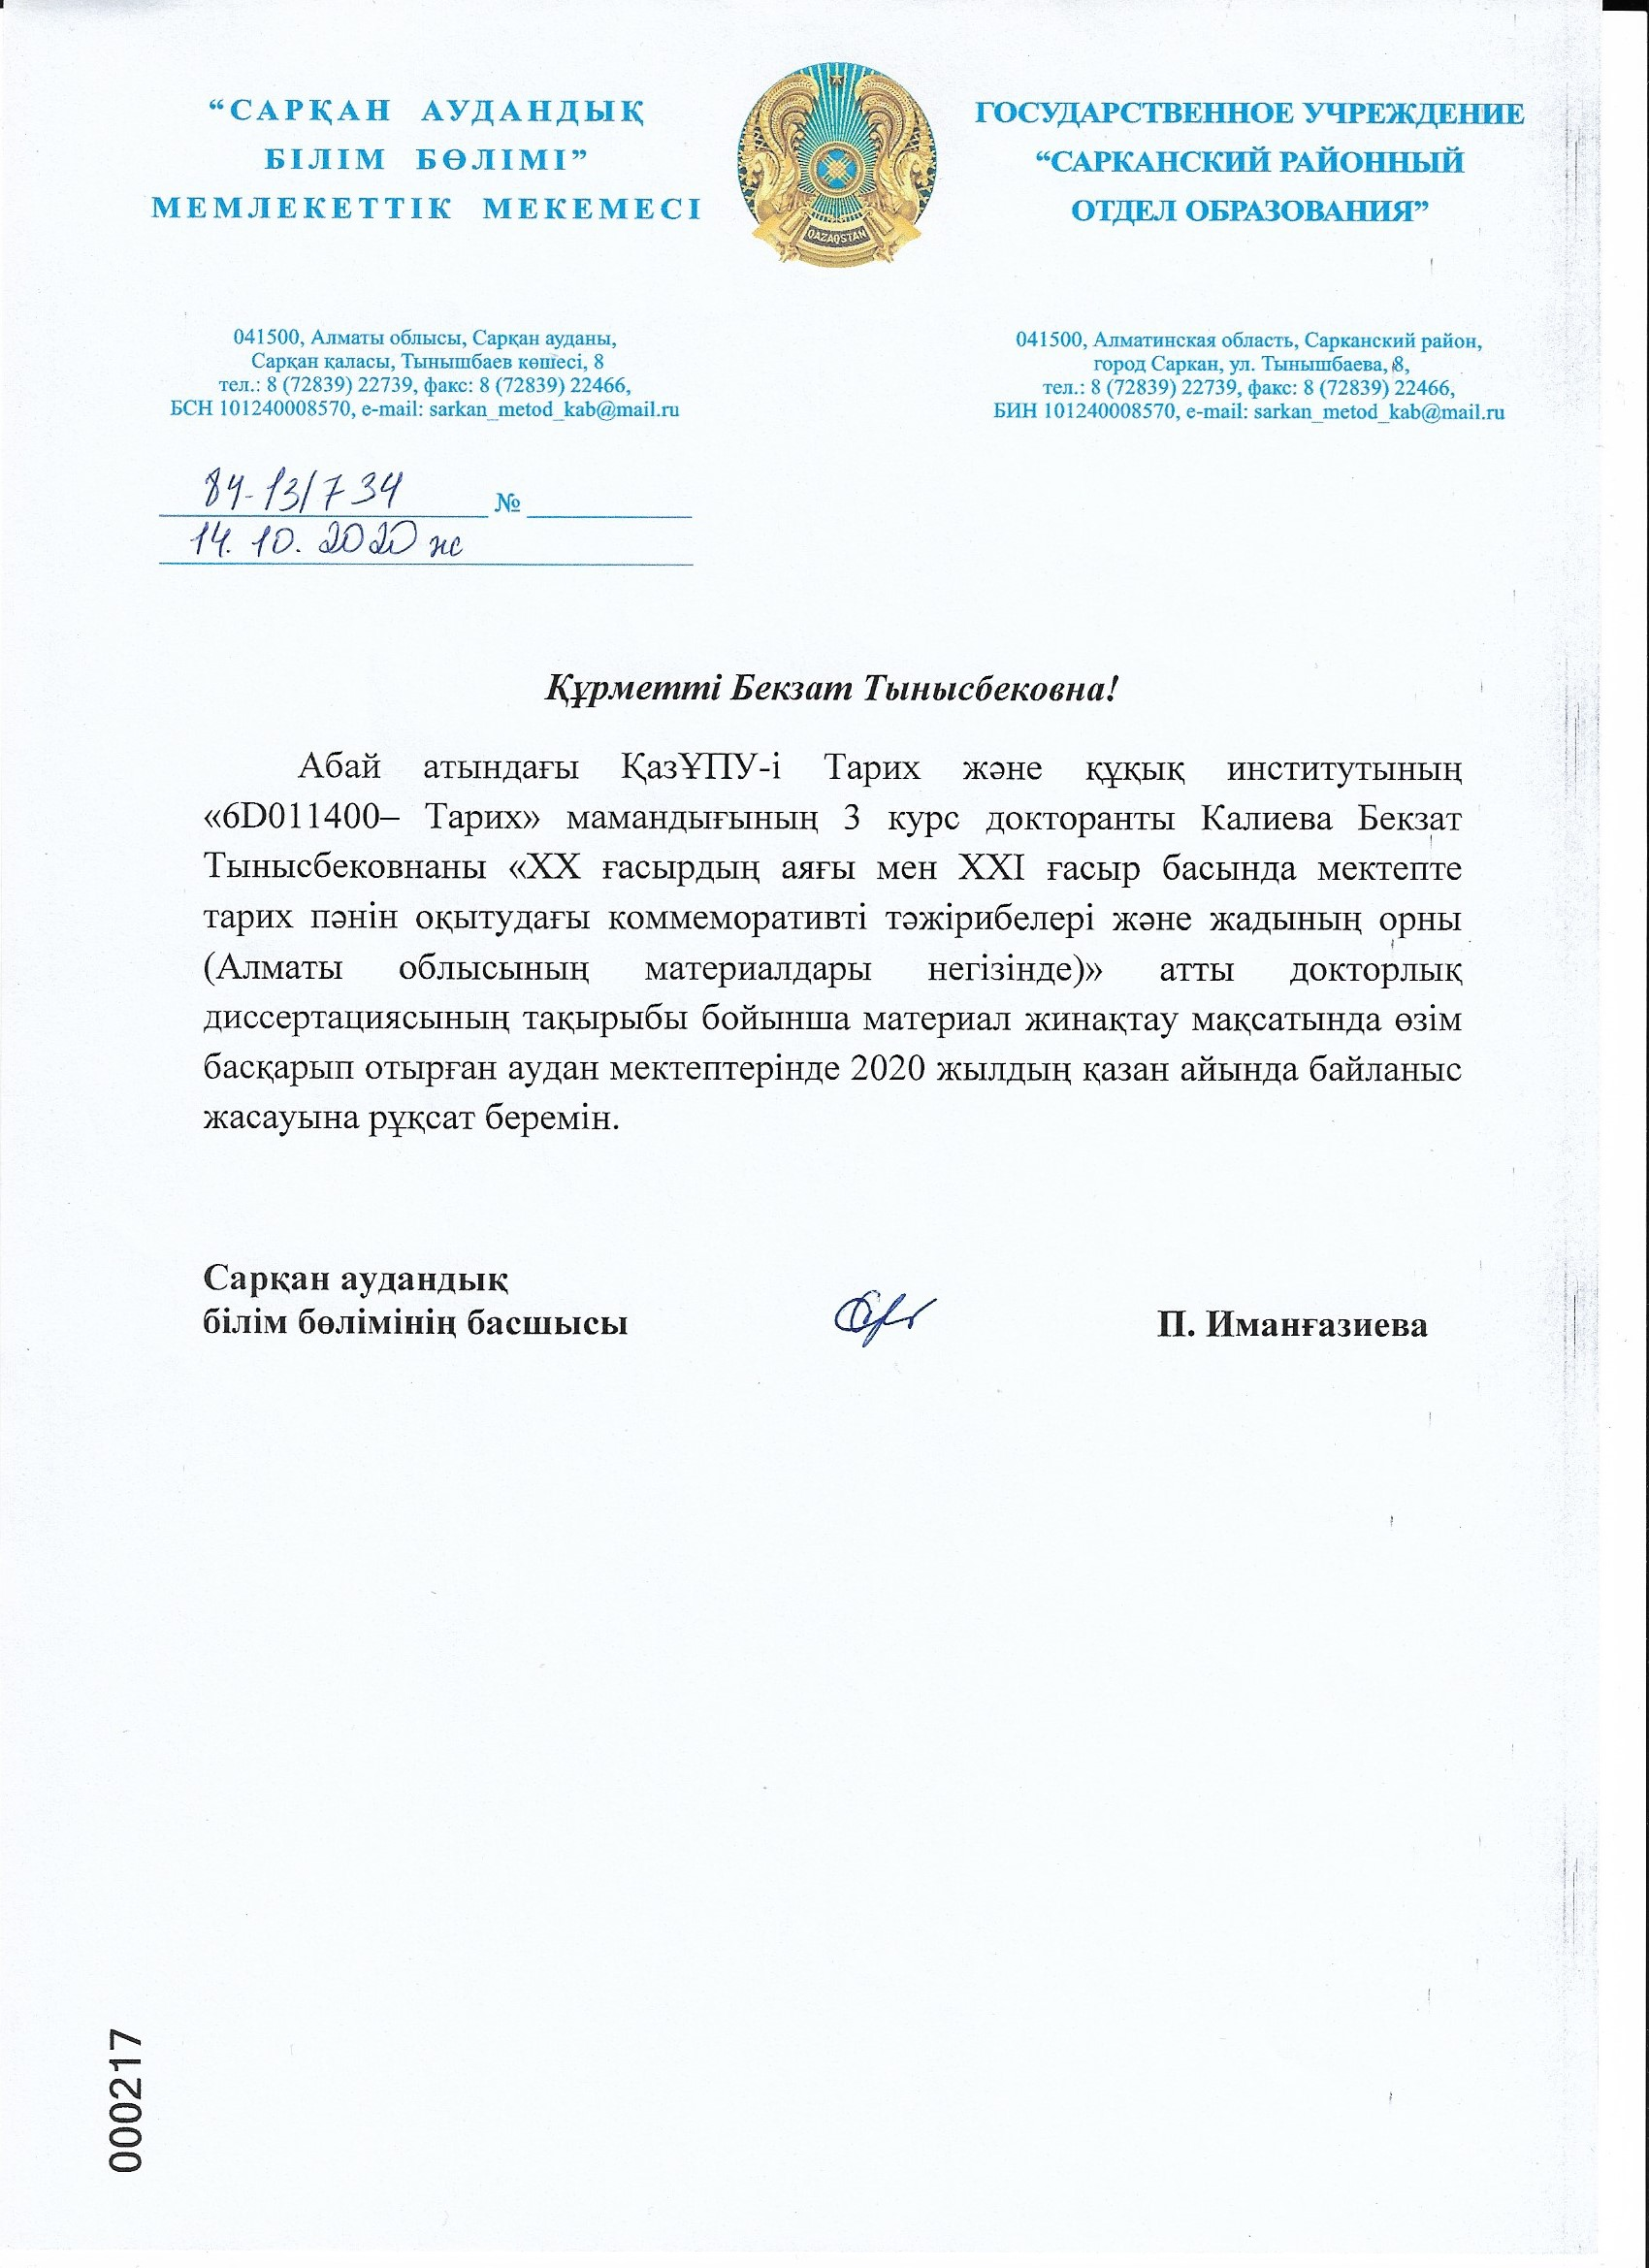 “САРҚАН АУДАНДЫҚ
БІЛІМ БӨЛІМІ”
МЕМЛЕКЕТТІК МЕКЕМЕСІ
QAZAQSTAN
ГОСУДАРСТВЕННОЕ УЧРЕЖДЕНИЕ
“САРКАНСКИЙ РАЙОННЫЙ
ОТДЕЛ ОБРАЗОВАНИЯ”
041500, Алматы облысы, Сарқан ауданы,
Сарқан қаласы, Тынышбаев көшесі, 8
тел.: 8 (72839) 22739, факс: 8 (72839) 22466,
БСН 101240008570, e-mail: sarkan_metod_kab@mail.ru
041500, Алматинская область, Сарканский район,
город Саркан, ул. Тынышбаева, 8,
тел.: 8 (72839) 22739, факс: 8 (72839) 22466,
БИН 101240008570, e-mail: sarkan_metod_kab@mail.ru
84-13/734 №
14.10.2020 жс
Құрметті Бекзат Тынысбековна!
Абай атындағы ҚазҰПУ-і Тарих және құқық институтының
«6D011400– Тарих» мамандығының 3 курс докторанты Калиева Бекзат
Тынысбековнаны «ХХ ғасырдың аяғы мен ХХІ ғасыр басында мектепте
тарих пәнін оқытудағы коммеморативті тәжірибелері және жадының орны
(Алматы облысының материалдары негізінде)» атты докторлық
диссертациясының тақырыбы бойынша материал жинақтау мақсатында өзім
басқарып отырған аудан мектептерінде 2020 жылдың қазан айында байланыс
жасауына рұқсат беремін.
Сарқан аудандық
білім бөлімінің басшысы П. Иманғазиева
000217